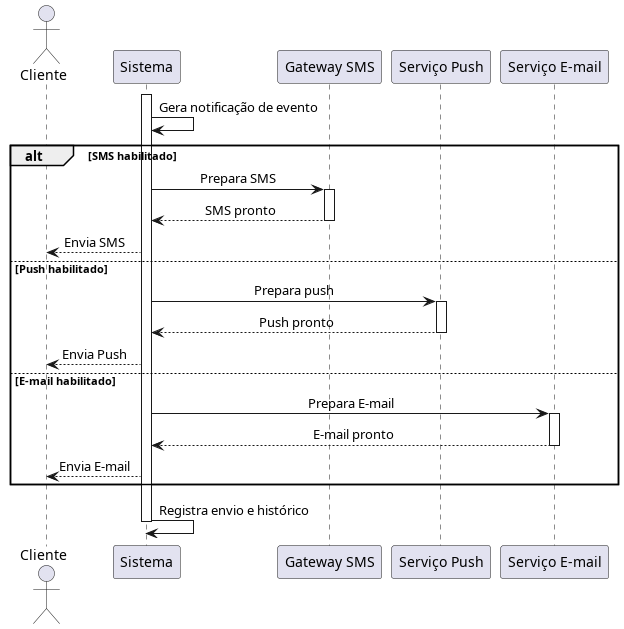 Cliente
Sistema
Gateway SMS
Serviço Push
Serviço E-mail
Gera notificação de evento
alt
[SMS habilitado]
Prepara SMS
SMS pronto
Envia SMS
[Push habilitado]
Prepara push
Push pronto
Envia Push
[E-mail habilitado]
Prepara E-mail
E-mail pronto
Envia E-mail
Registra envio e histórico
Cliente
Sistema
Gateway SMS
Serviço Push
Serviço E-mail